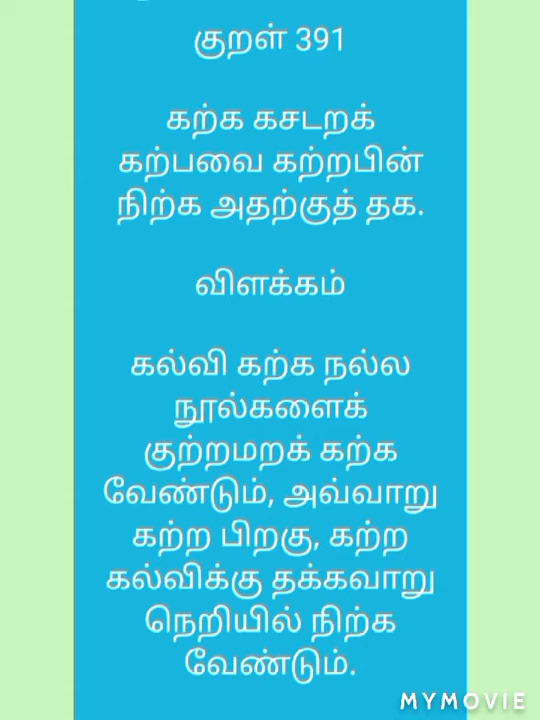 குறள் 391
கற்க கசடறக்
கற்பவை கற்றபின்
நிற்க அதற்குத் தக.
விளக்கம்
கல்வி கற்க நல்ல
நூல்களைக்
குற்றமறக் கற்க
வேண்டும், அவ்வாறு
கற்ற பிறகு, கற்ற
கல்விக்கு தக்கவாறு
நெறியில் நிற்க
வேண்டும்.
MYMOVIE